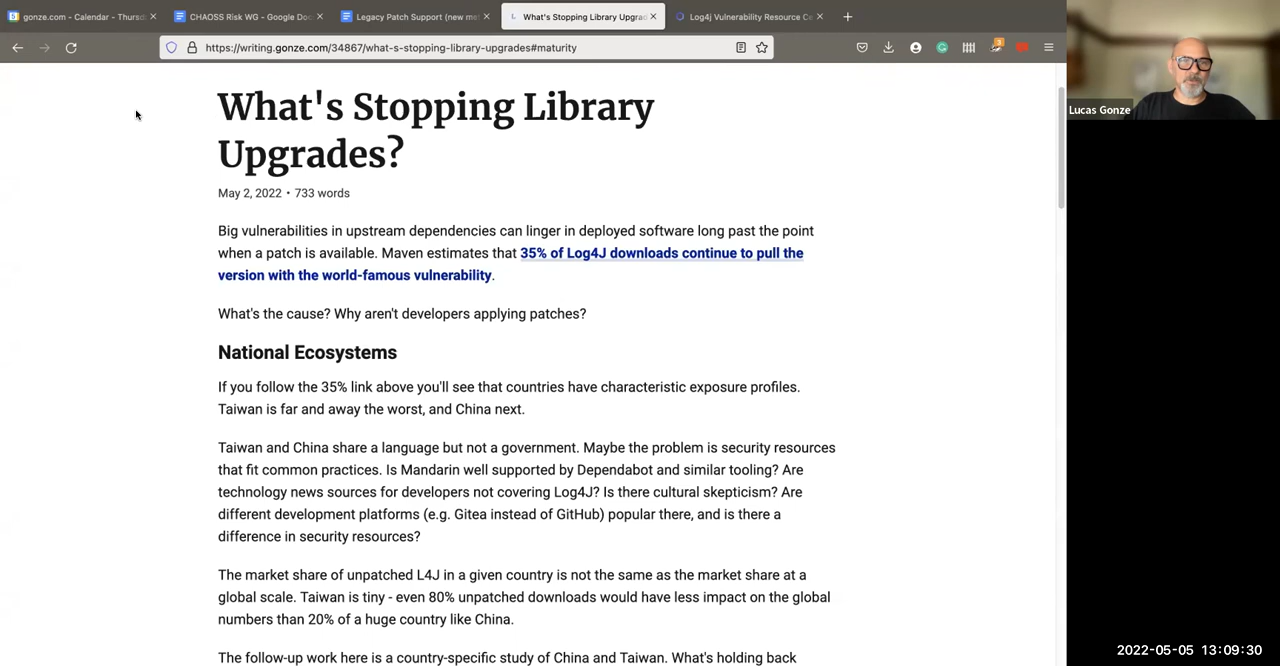 gonze.com - Calendar - Thursd
CHAOSS Risk WG - Google Doc
Legacy Patch Support (new me
What's Stopping Library Upgrad
Log4j Vulnerability Resource Ce
https://writing.gonze.com/34867/what-s-stopping-library-upgrades#maturity
3
Lucas Gonze
What's Stopping Library
Upgrades?
May 2, 2022 • 733 words
Big vulnerabilities in upstream dependencies can linger in deployed software long past the point
when a patch is available. Maven estimates that 35% of Log4J downloads continue to pull the
version with the world-famous vulnerability.
What's the cause? Why aren't developers applying patches?
National Ecosystems
If you follow the 35% link above you'll see that countries have characteristic exposure profiles.
Taiwan is far and away the worst, and China next.
Taiwan and China share a language but not a government. Maybe the problem is security resources
that fit common practices. Is Mandarin well supported by Dependabot and similar tooling? Are
technology news sources for developers not covering Log4J? Is there cultural skepticism? Are
different development platforms (e.g. Gitea instead of GitHub) popular there, and is there a
difference in security resources?
The market share of unpatched L4J in a given country is not the same as the market share at a
global scale. Taiwan is tiny - even 80% unpatched downloads would have less impact on the global
numbers than 20% of a huge country like China.
The follow-up work here is a country-specific study of China and Taiwan. What's holding back
2022-05-05 13:09:30